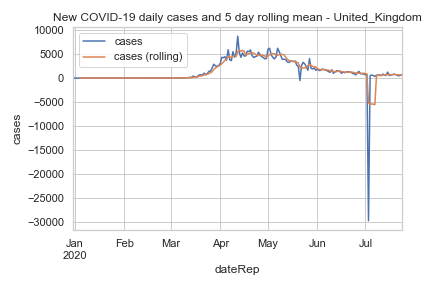 New COVID-19 daily cases and 5 day rolling mean - United_Kingdom
cases
cases (rolling)
10000
5000
0
−5000
−10000
−15000
−20000
−25000
−30000
cases
Jan Feb Mar Apr May Jun Jul
2020
dateRep